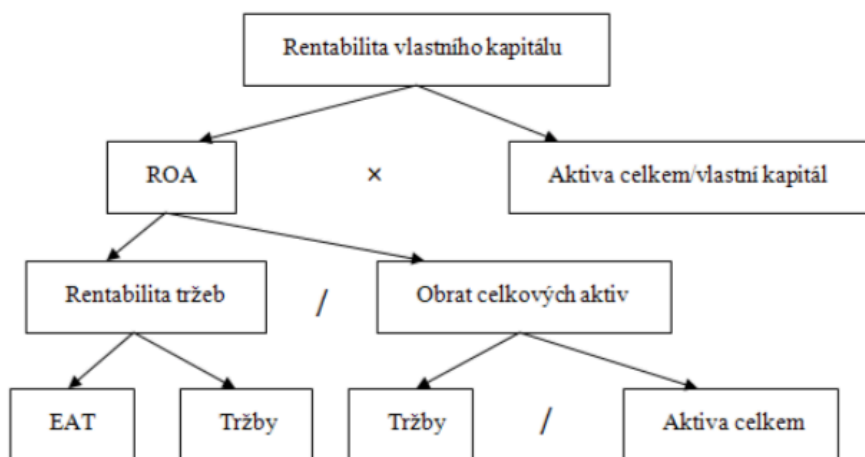 Rentabilita vlastního kapitálu
ROA
×
Aktiva celkem/vlastní kapitál
Rentabilita tržeb
/
Obrat celkových aktiv
EAT
Tržby
Tržby
/
Aktiva celkem